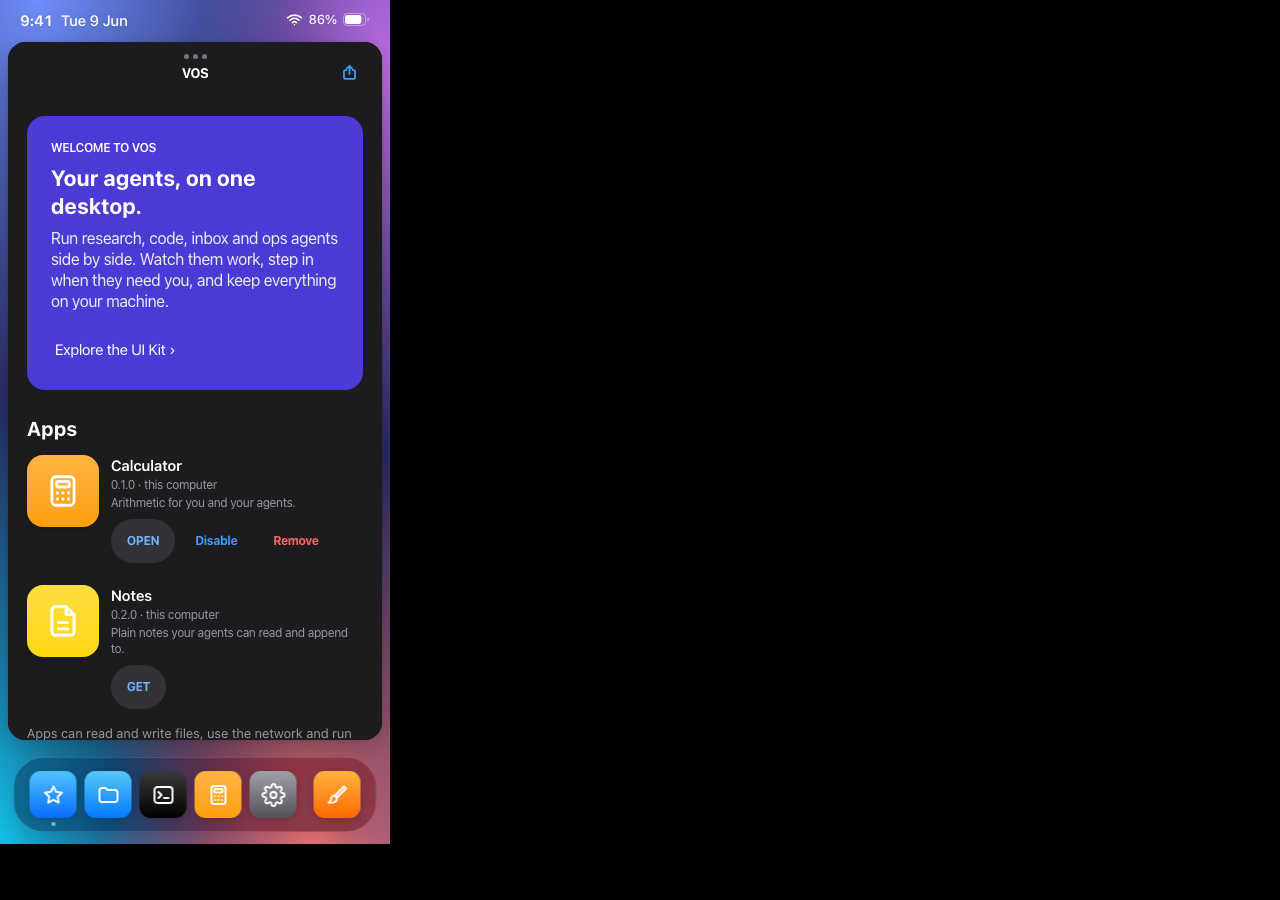 9:41 Tue 9 Jun 86%
VOS
WELCOME TO VOS
Your agents, on one
desktop.
Run research, code, inbox and ops agents
side by side. Watch them work, step in
when they need you, and keep everything
on your machine.
Explore the UI Kit ›
Apps
Calculator
0.1.0 · this computer
Arithmetic for you and your agents.
OPEN Disable Remove
Notes
0.2.0 · this computer
Plain notes your agents can read and append
to.
GET
Apps can read and write files, use the network and run